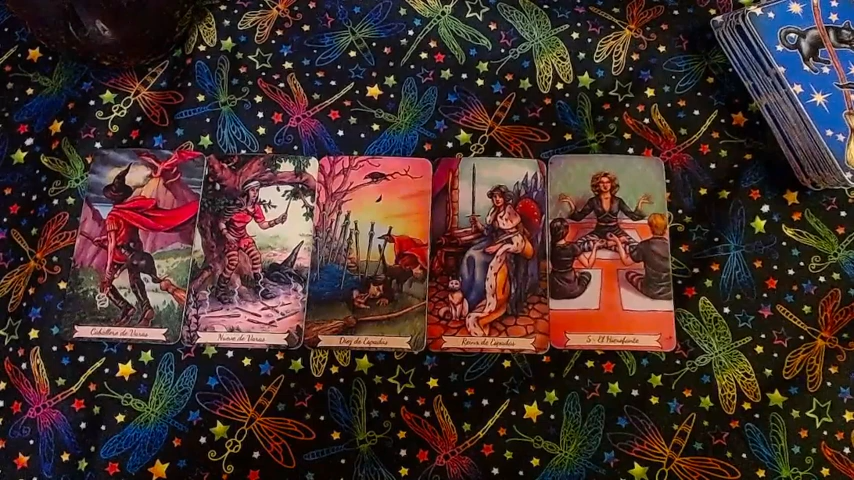 Caballero de Varas
Nueve de Varas
Diez de Espadas
Reina de Espadas
5 - El Hierofante